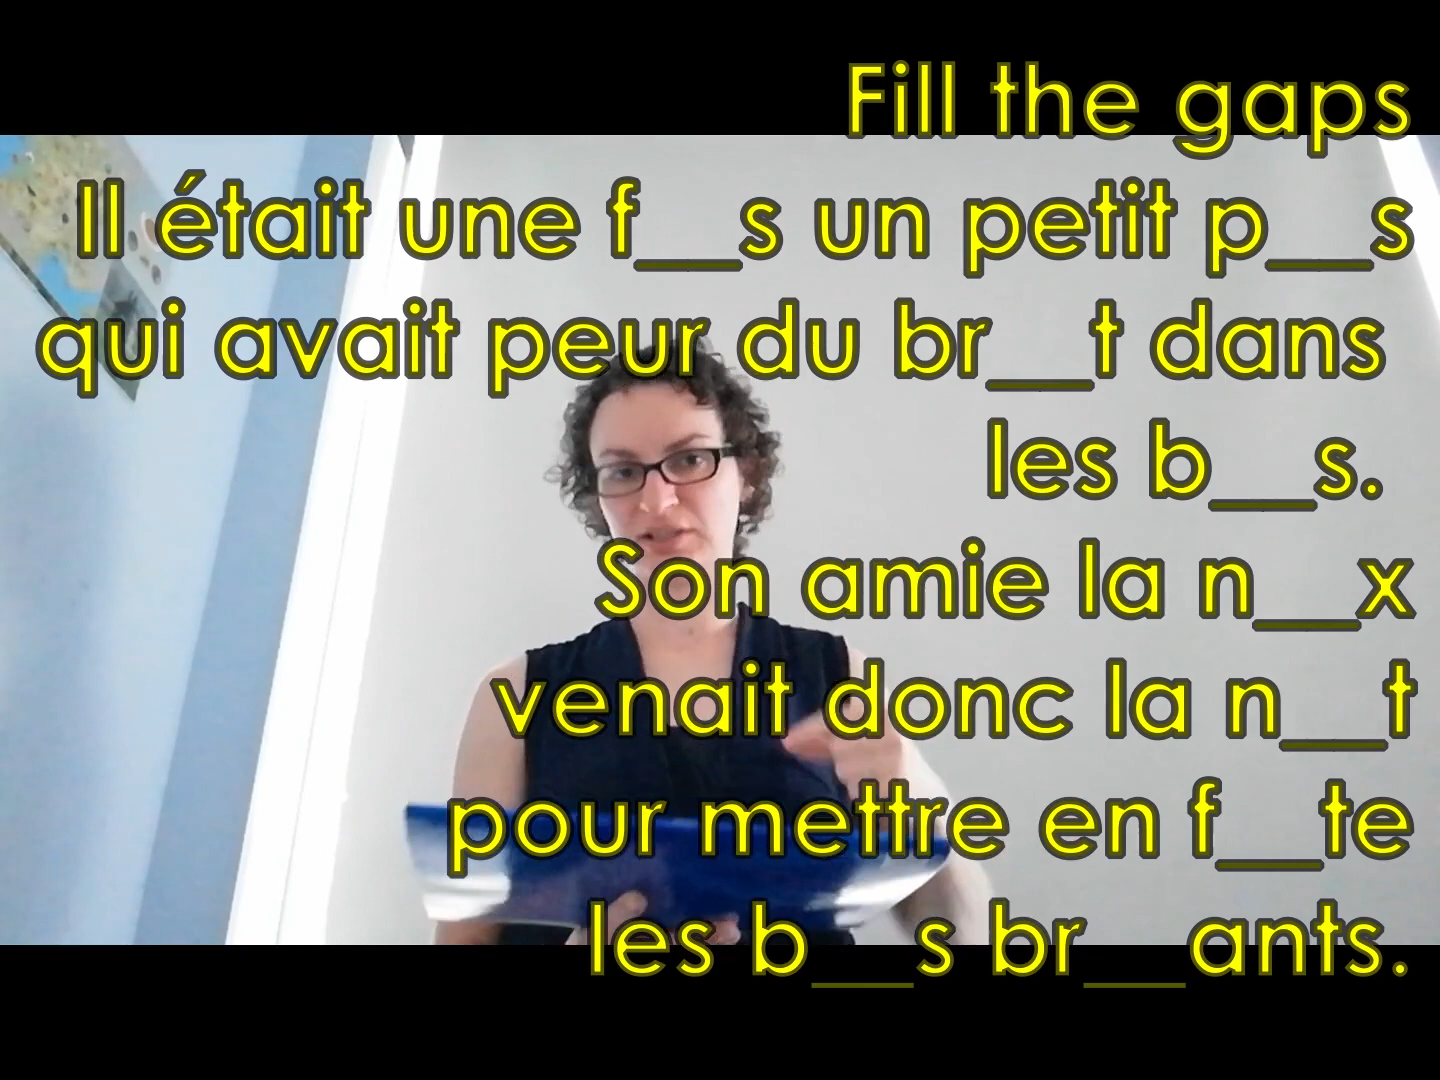 Fill the gaps
Il était une f__s un petit p__s
qui avait peur du br__t dans
les b__s.
Son amie la n__x
venait donc la n__t
pour mettre en f__te
les b__s br__ants.